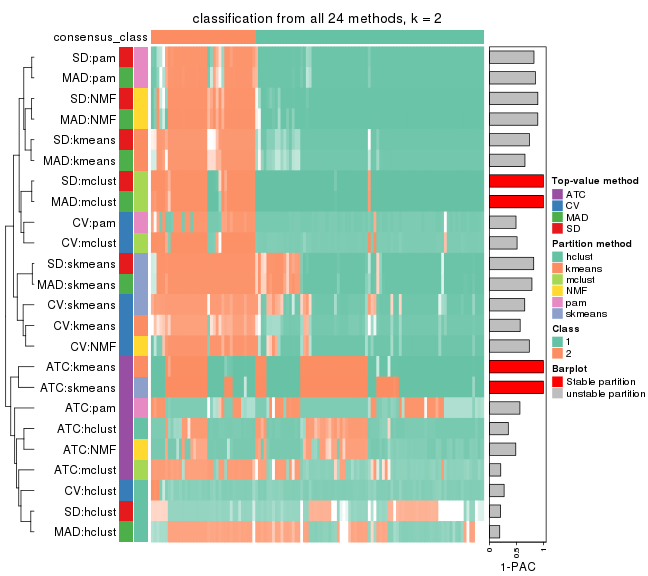 classification from all 24 methods, k = 2
consensus_class
SD:pam
MAD:pam
SD:NMF
MAD:NMF
SD:kmeans
MAD:kmeans
SD:mclust
MAD:mclust
CV:pam
CV:mclust
SD:skmeans
MAD:skmeans
CV:skmeans
CV:kmeans
CV:NMF
ATC:kmeans
ATC:skmeans
ATC:pam
ATC:hclust
ATC:NMF
ATC:mclust
CV:hclust
SD:hclust
MAD:hclust
0 0.5 1
1-PAC
Top-value method
ATC
CV
MAD
SD
Partition method
hclust
kmeans
mclust
NMF
pam
skmeans
Class
1
2
Barplot
Stable partition
unstable partition